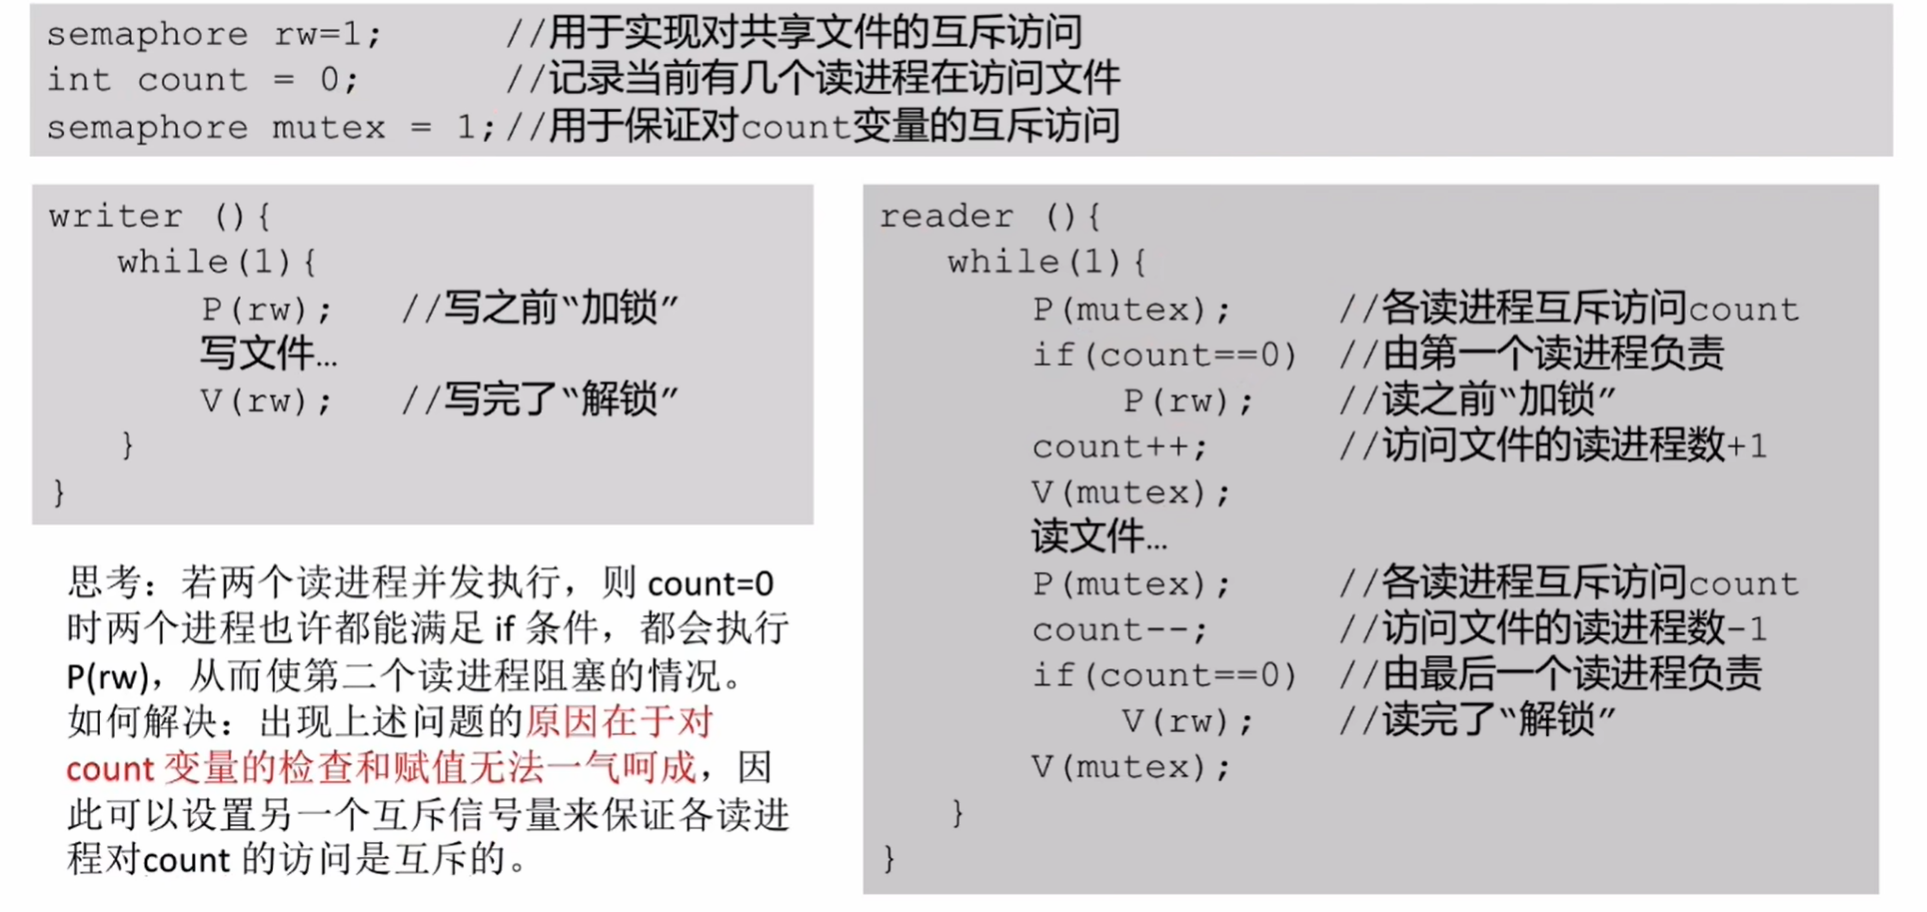 semaphore rw=1; //用于实现对共享文件的互斥访问
int count = 0; //记录当前有几个读进程在访问文件
semaphore mutex = 1;//用于保证对count变量的互斥访问
writer (){
while(1){
P(rw); //写之前“加锁”
写文件…
V(rw); //写完了“解锁”
}
}
思考：若两个读进程并发执行，则 count=0
时两个进程也许都能满足 if 条件，都会执行
P(rw)，从而使第二个读进程阻塞的情况。
如何解决：出现上述问题的原因在于对
count 变量的检查和赋值无法一气呵成，因
此可以设置另一个互斥信号量来保证各读进
程对count 的访问是互斥的。
reader (){
while(1){
P(mutex); //各读进程互斥访问count
if(count==0) //由第一个读进程负责
P(rw); //读之前“加锁”
count++; //访问文件的读进程数+1
V(mutex);
读文件…
P(mutex); //各读进程互斥访问count
count--; //访问文件的读进程数-1
if(count==0) //由最后一个读进程负责
V(rw); //读完了“解锁”
V(mutex);
}
}